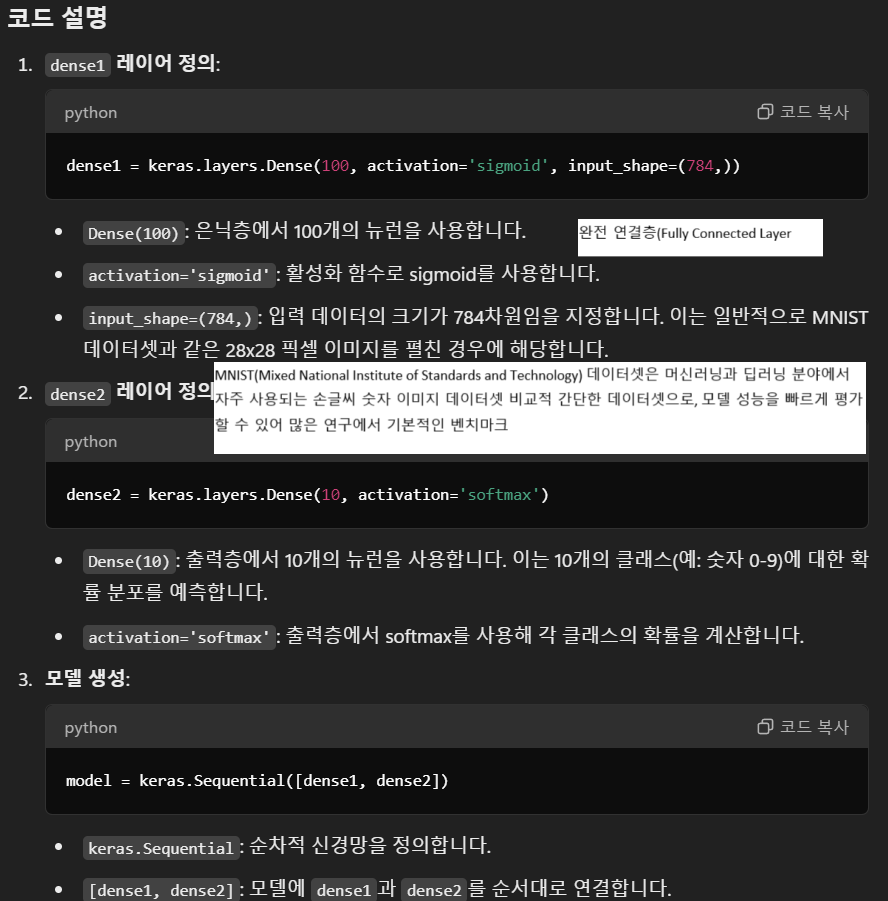 코드 설명
1. dense1 레이어 정의:
python
코드 복사
dense1 = keras.layers.Dense(100, activation='sigmoid', input_shape=(784,))
• Dense(100): 은닉층에서 100개의 뉴런을 사용합니다.
완전 연결층(Fully Connected Layer
• activation='sigmoid': 활성화 함수로 sigmoid를 사용합니다.
• input_shape=(784,): 입력 데이터의 크기가 784차원임을 지정합니다. 이는 일반적으로 MNIST
데이터셋과 같은 28x28 픽셀 이미지를 펼친 경우에 해당합니다.
MNIST(Mixed National Institute of Standards and Technology) 데이터셋은 머신러닝과 딥러닝 분야에서
자주 사용되는 손글씨 숫자 이미지 데이터셋 비교적 간단한 데이터셋으로, 모델 성능을 빠르게 평가
할 수 있어 많은 연구에서 기본적인 벤치마크
2. dense2 레이어 정의
python
dense2 = keras.layers.Dense(10, activation='softmax')
• Dense(10): 출력층에서 10개의 뉴런을 사용합니다. 이는 10개의 클래스(예: 숫자 0-9)에 대한 확
률 분포를 예측합니다.
• activation='softmax': 출력층에서 softmax를 사용해 각 클래스의 확률을 계산합니다.
3. 모델 생성:
python
코드 복사
model = keras.Sequential([dense1, dense2])
• keras.Sequential: 순차적 신경망을 정의합니다.
• [dense1, dense2]: 모델에 dense1과 dense2를 순서대로 연결합니다.